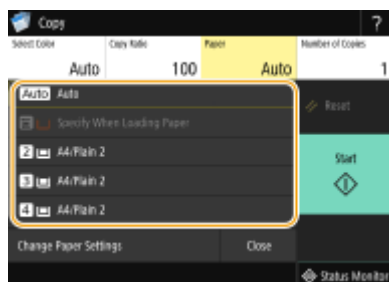 Copy ?
Select Color Copy Ratio Paper Number of Copies
Auto 100 Auto 1
Auto Auto
Specify When Loading Paper
2 A4/Plain 2
3 A4/Plain 2
4 A4/Plain 2
Reset
Start
Change Paper Settings Close
Status Monitor